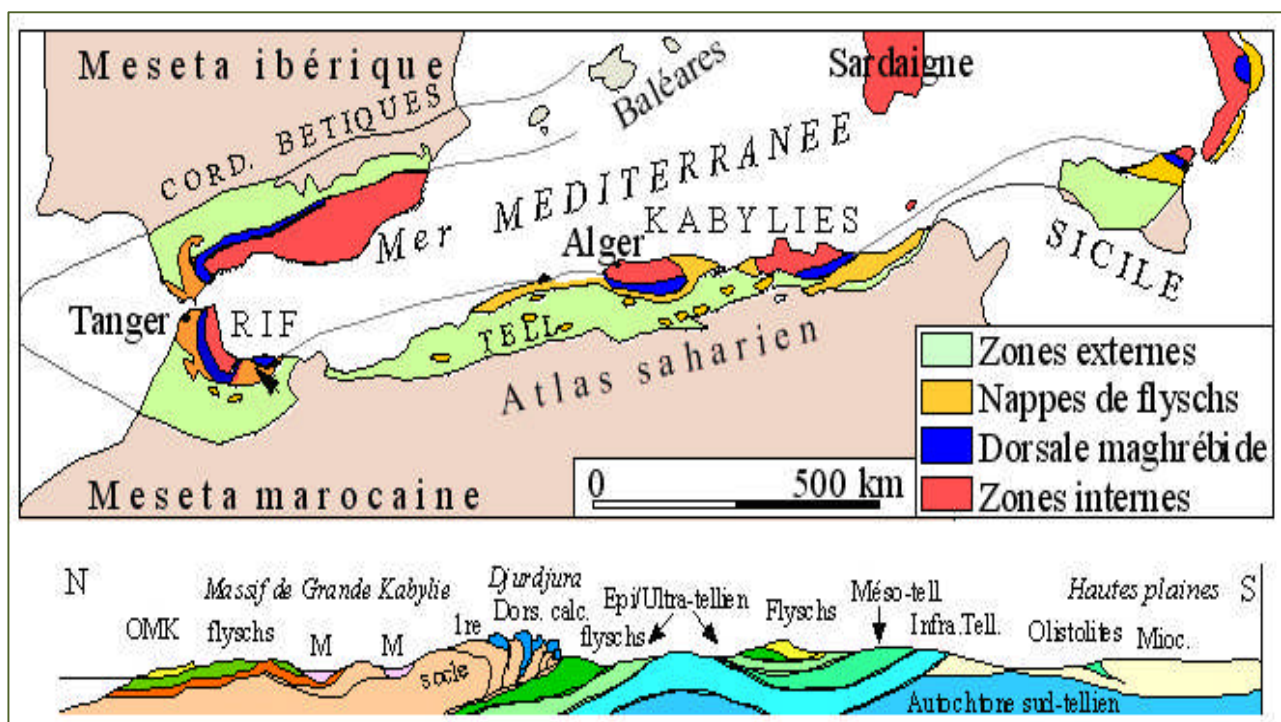 Meseta ibérique
CORD. BETIQUES
Baléares
Sardaigne
Mer MEDITERRANEE
Alger
KABYLIES
SICILE
Tanger
RIF
TELL
Atlas saharien
Meseta marocaine
0 500 km
Zones externes
Nappes de flyschs
Dorsale maghrébide
Zones internes
N
Massif de Grande Kabylie
Djurdjura
Hautes plaines
S
OMK
flyschs
M
M
Ire
Dors. calc.
flyschs
Epi/Ultra-tellien
Flyschs
Méso-tell.
Infra.Tell.
Olistolites
Mioc.
socle
Autochtone sud-tellien